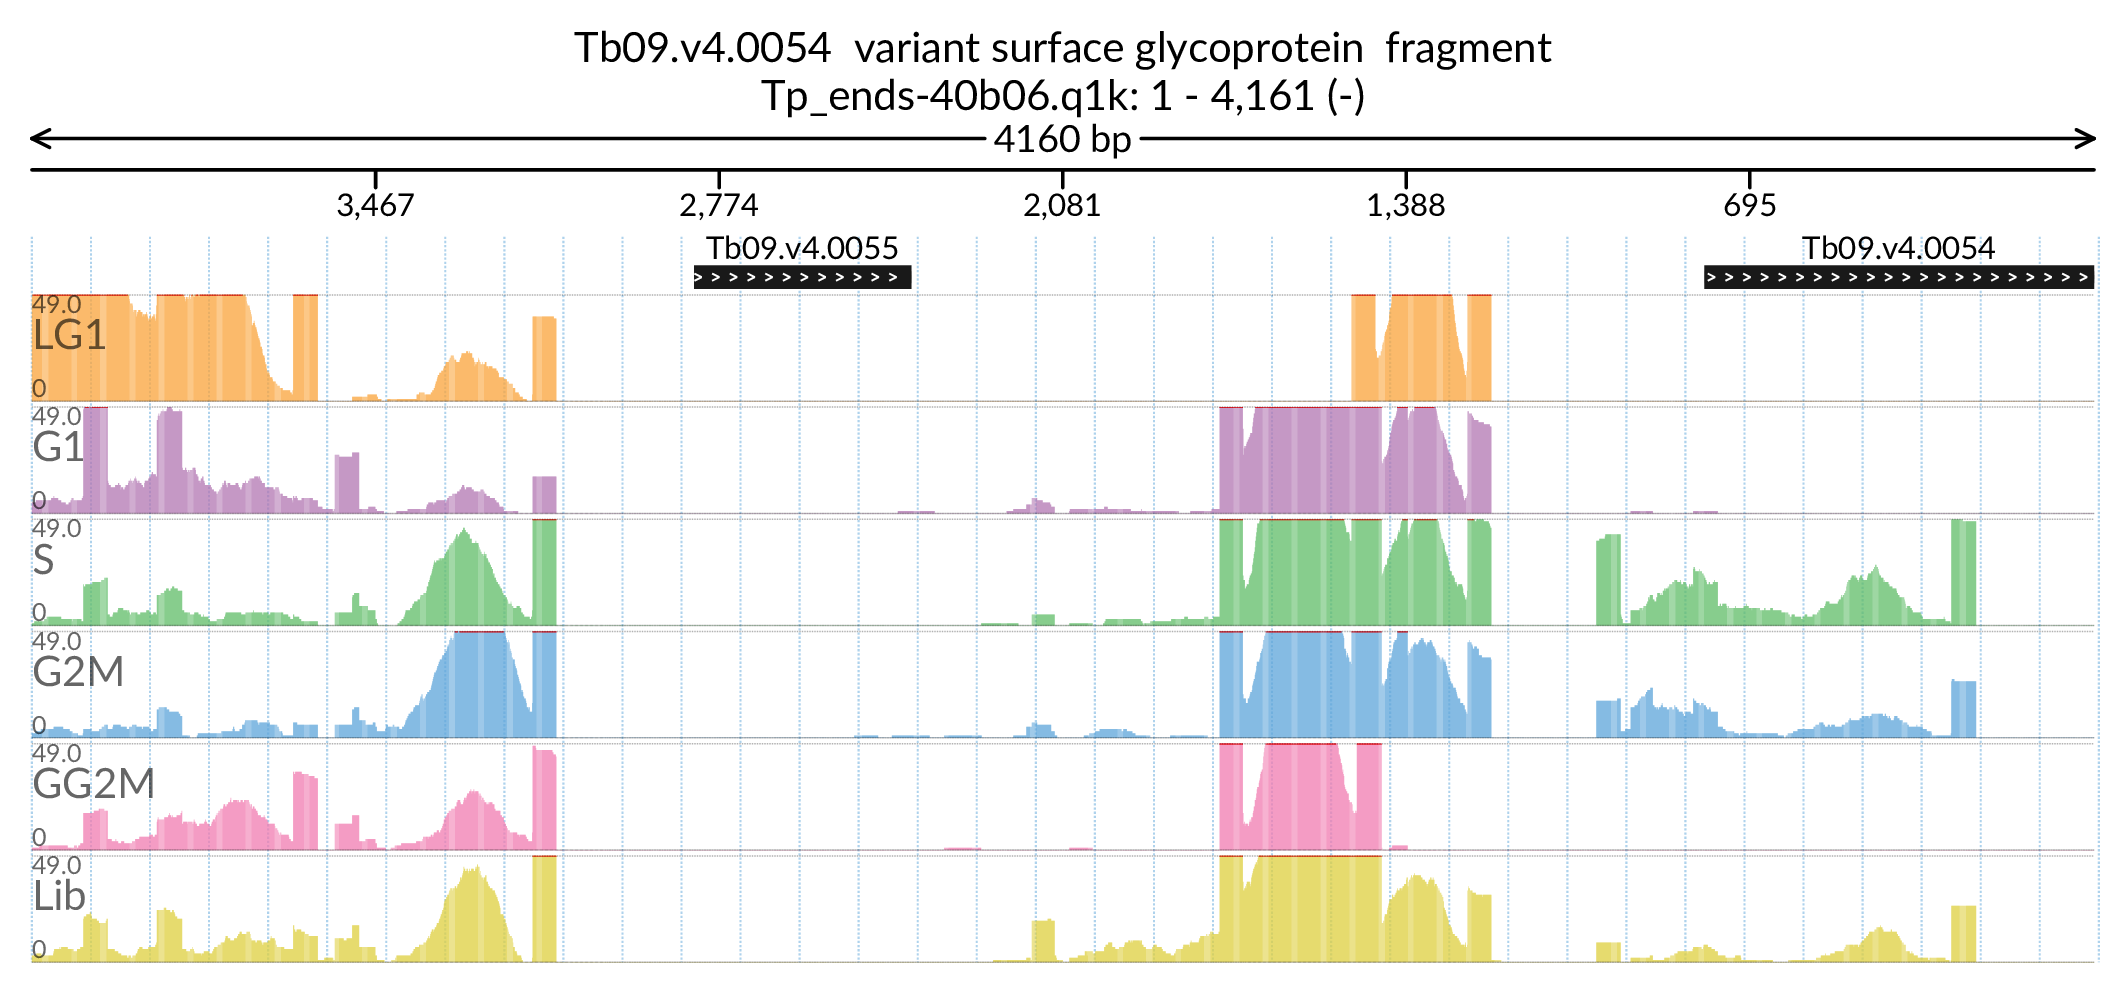 Tb09.v4.0054  variant surface glycoprotein  fragment
Tp_ends-40b06.q1k: 1 - 4,161 (-)
4160 bp
3,467 2,774 2,081 1,388 695
Tb09.v4.0055 Tb09.v4.0054
49.0
LG1
0
49.0
G1
0
49.0
S
0
49.0
G2M
0
49.0
GG2M
0
49.0
Lib
0